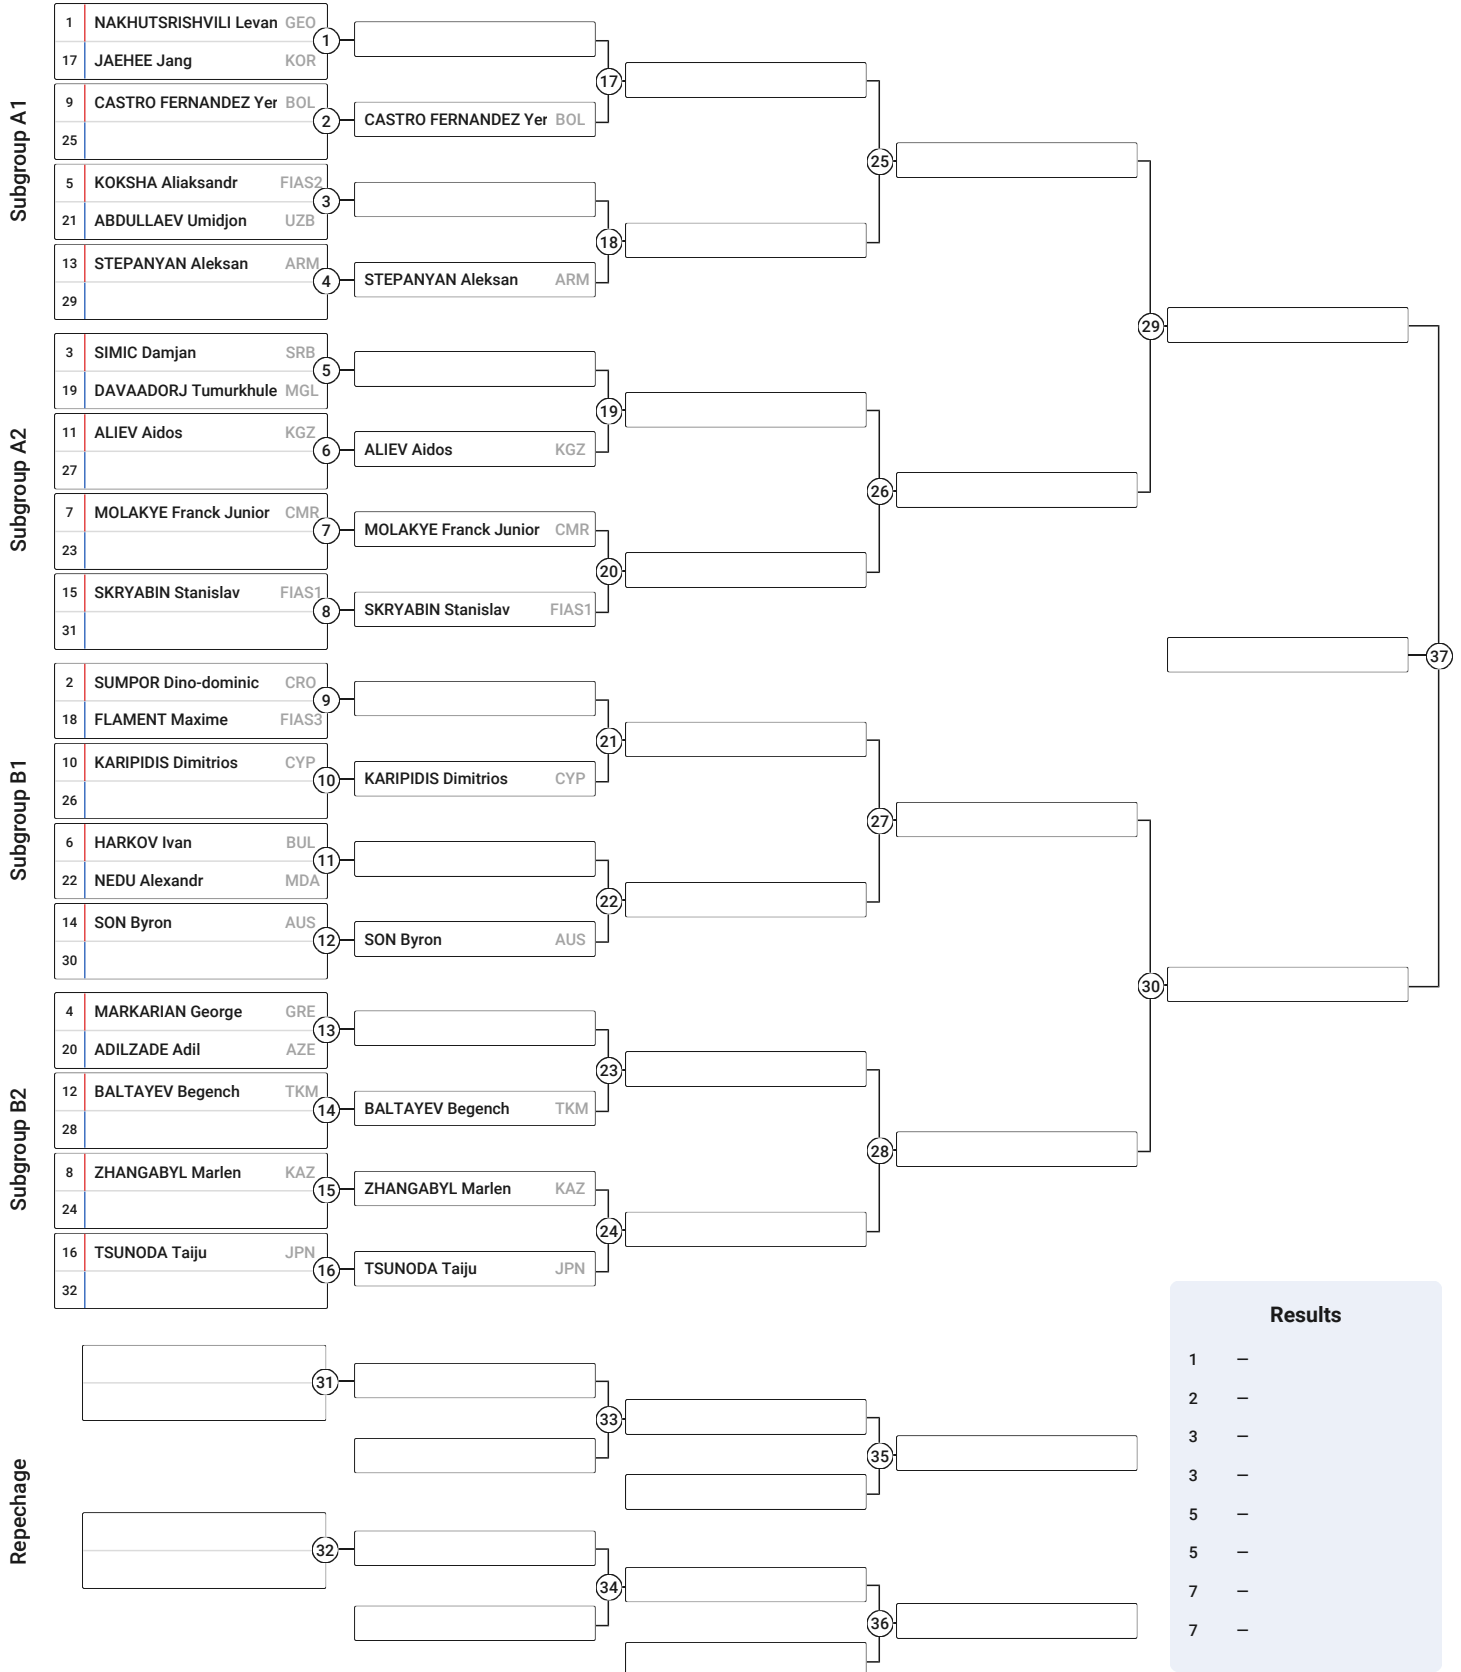 Subgroup A1
1 NAKHUTSRISHVILI Levan GEO
17 JAEHEE Jang KOR
1
9 CASTRO FERNANDEZ Yer BOL
25
2
CASTRO FERNANDEZ Yer BOL
17
5 KOKSHA Aliaksandr FIAS2
21 ABDULLAEV Umidjon UZB
3
13 STEPANYAN Aleksan ARM
29
4
STEPANYAN Aleksan ARM
18
25
Subgroup A2
3 SIMIC Damjan SRB
19 DAVAADORJ Tumurkhule MGL
5
11 ALIEV Aidos KGZ
27
6
ALIEV Aidos KGZ
19
7 MOLAKYE Franck Junior CMR
23
7
MOLAKYE Franck Junior CMR
15 SKRYABIN Stanislav FIAS1
31
8
SKRYABIN Stanislav FIAS1
20
26
29
Subgroup B1
2 SUMPOR Dino-dominic CRO
18 FLAMENT Maxime FIAS3
9
10 KARIPIDIS Dimitrios CYP
26
10
KARIPIDIS Dimitrios CYP
21
6 HARKOV Ivan BUL
22 NEDU Alexandr MDA
11
14 SON Byron AUS
30
12
SON Byron AUS
22
27
Subgroup B2
4 MARKARIAN George GRE
20 ADILZADE Adil AZE
13
12 BALTAYEV Begench TKM
28
14
BALTAYEV Begench TKM
23
8 ZHANGABYL Marlen KAZ
24
15
ZHANGABYL Marlen KAZ
16 TSUNODA Taiju JPN
32
16
TSUNODA Taiju JPN
24
28
30
37
Repechage
31
33
35
32
34
36
Results
1 –
2 –
3 –
3 –
5 –
5 –
7 –
7 –